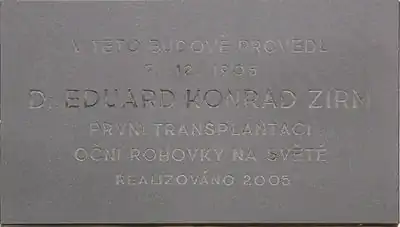 V TÉTO BUDOVĚ PROVEDL
7. 12. 1905
Dr. EDUARD KONRAD ZIRM
PRVNÍ TRANSPLANTACI
OČNÍ ROHOVKY NA SVĚTĚ
REALIZOVÁNO 2005